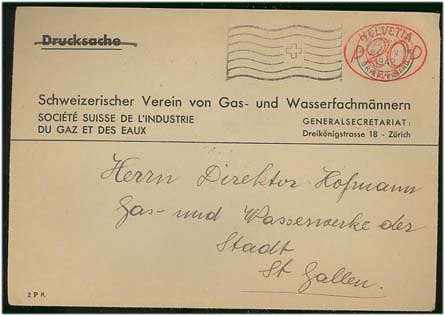 Drucksache
HELVETIA
20
Schweizerischer Verein von Gas- und Wasserfachmännern
SOCIÉTÉ SUISSE DE L'INDUSTRIE
DU GAZ ET DES EAUX
GENERALSECRETARIAT:
Dreikönigstrasse 18 - Zürich
Herrn Direktor Hofmann
Gas- und Wasserwerke der
Stadt
St Gallen.
2 P R.